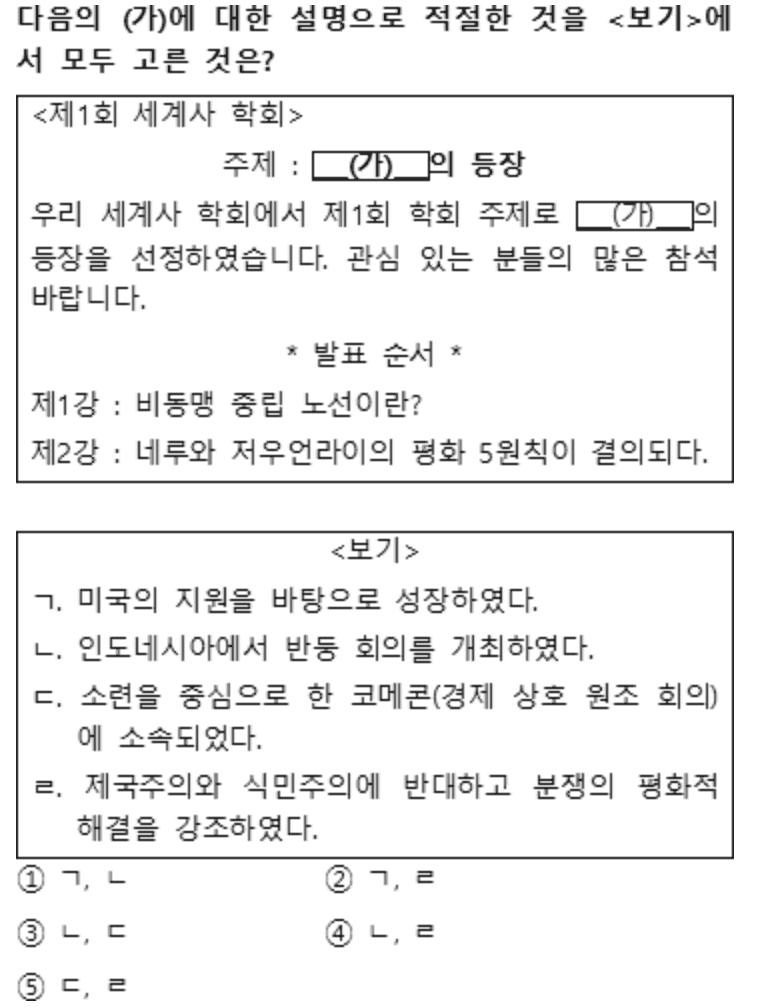 다음의 (가)에 대한 설명으로 적절한 것을 <보기>에
서 모두 고른 것은?
<제1회 세계사 학회>
주제 : (가) 의 등장
우리 세계사 학회에서 제1회 학회 주제로 (가) 의
등장을 선정하였습니다. 관심 있는 분들의 많은 참석
바랍니다.
* 발표 순서 *
제1강 : 비동맹 중립 노선이란?
제2강 : 네루와 저우언라이의 평화 5원칙이 결의되다.
<보기>
ㄱ. 미국의 지원을 바탕으로 성장하였다.
ㄴ. 인도네시아에서 반둥 회의를 개최하였다.
ㄷ. 소련을 중심으로 한 코메콘(경제 상호 원조 회의)
에 소속되었다.
ㄹ. 제국주의와 식민주의에 반대하고 분쟁의 평화적
해결을 강조하였다.
① ㄱ, ㄴ ② ㄱ, ㄹ
③ ㄴ, ㄷ ④ ㄴ, ㄹ
⑤ ㄷ, ㄹ